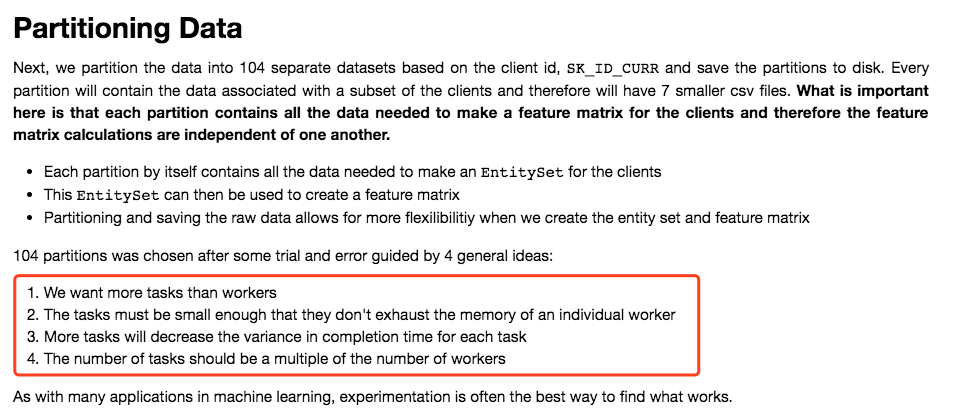 Partitioning Data
Next, we partition the data into 104 separate datasets based on the client id, SK_ID_CURR and save the partitions to disk. Every
partition will contain the data associated with a subset of the clients and therefore will have 7 smaller csv files. What is important
here is that each partition contains all the data needed to make a feature matrix for the clients and therefore the feature
matrix calculations are independent of one another.
• Each partition by itself contains all the data needed to make an EntitySet for the clients
• This EntitySet can then be used to create a feature matrix
• Partitioning and saving the raw data allows for more flexilibilitiy when we create the entity set and feature matrix
104 partitions was chosen after some trial and error guided by 4 general ideas:
1. We want more tasks than workers
2. The tasks must be small enough that they don't exhaust the memory of an individual worker
3. More tasks will decrease the variance in completion time for each task
4. The number of tasks should be a multiple of the number of workers
As with many applications in machine learning, experimentation is often the best way to find what works.